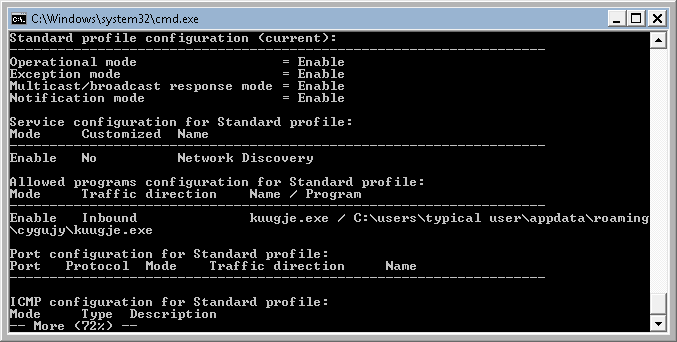 C:\Windows\system32\cmd.exe
Standard profile configuration (current):
-------------------------------------------------------------------
Operational mode                  = Enable
Exception mode                    = Enable
Multicast/broadcast response mode = Enable
Notification mode                 = Enable
Service configuration for Standard profile:
Mode     Customized  Name
-------------------------------------------------------------------
Enable   No          Network Discovery
Allowed programs configuration for Standard profile:
Mode     Traffic direction    Name / Program
-------------------------------------------------------------------
Enable   Inbound              kuugje.exe / C:\users\typical user\appdata\roaming
\cygujy\kuugje.exe
Port configuration for Standard profile:
Port   Protocol  Mode    Traffic direction     Name
-------------------------------------------------------------------
ICMP configuration for Standard profile:
Mode     Type  Description
-- More (72%) --